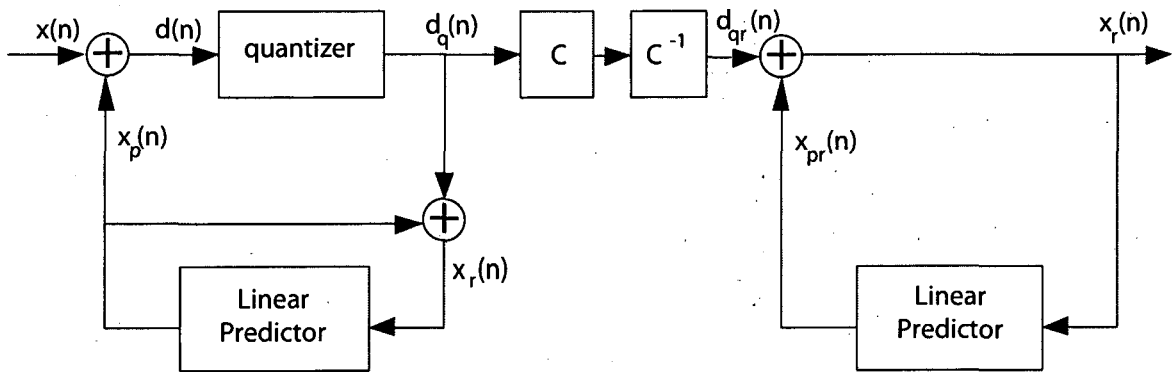 x(n)
d(n)
quantizer
d_q(n)
C
C^-1
d_qr(n)
x_r(n)
+
+
x_p(n)
x_pr(n)
+
x_r(n)
Linear
Predictor
Linear
Predictor